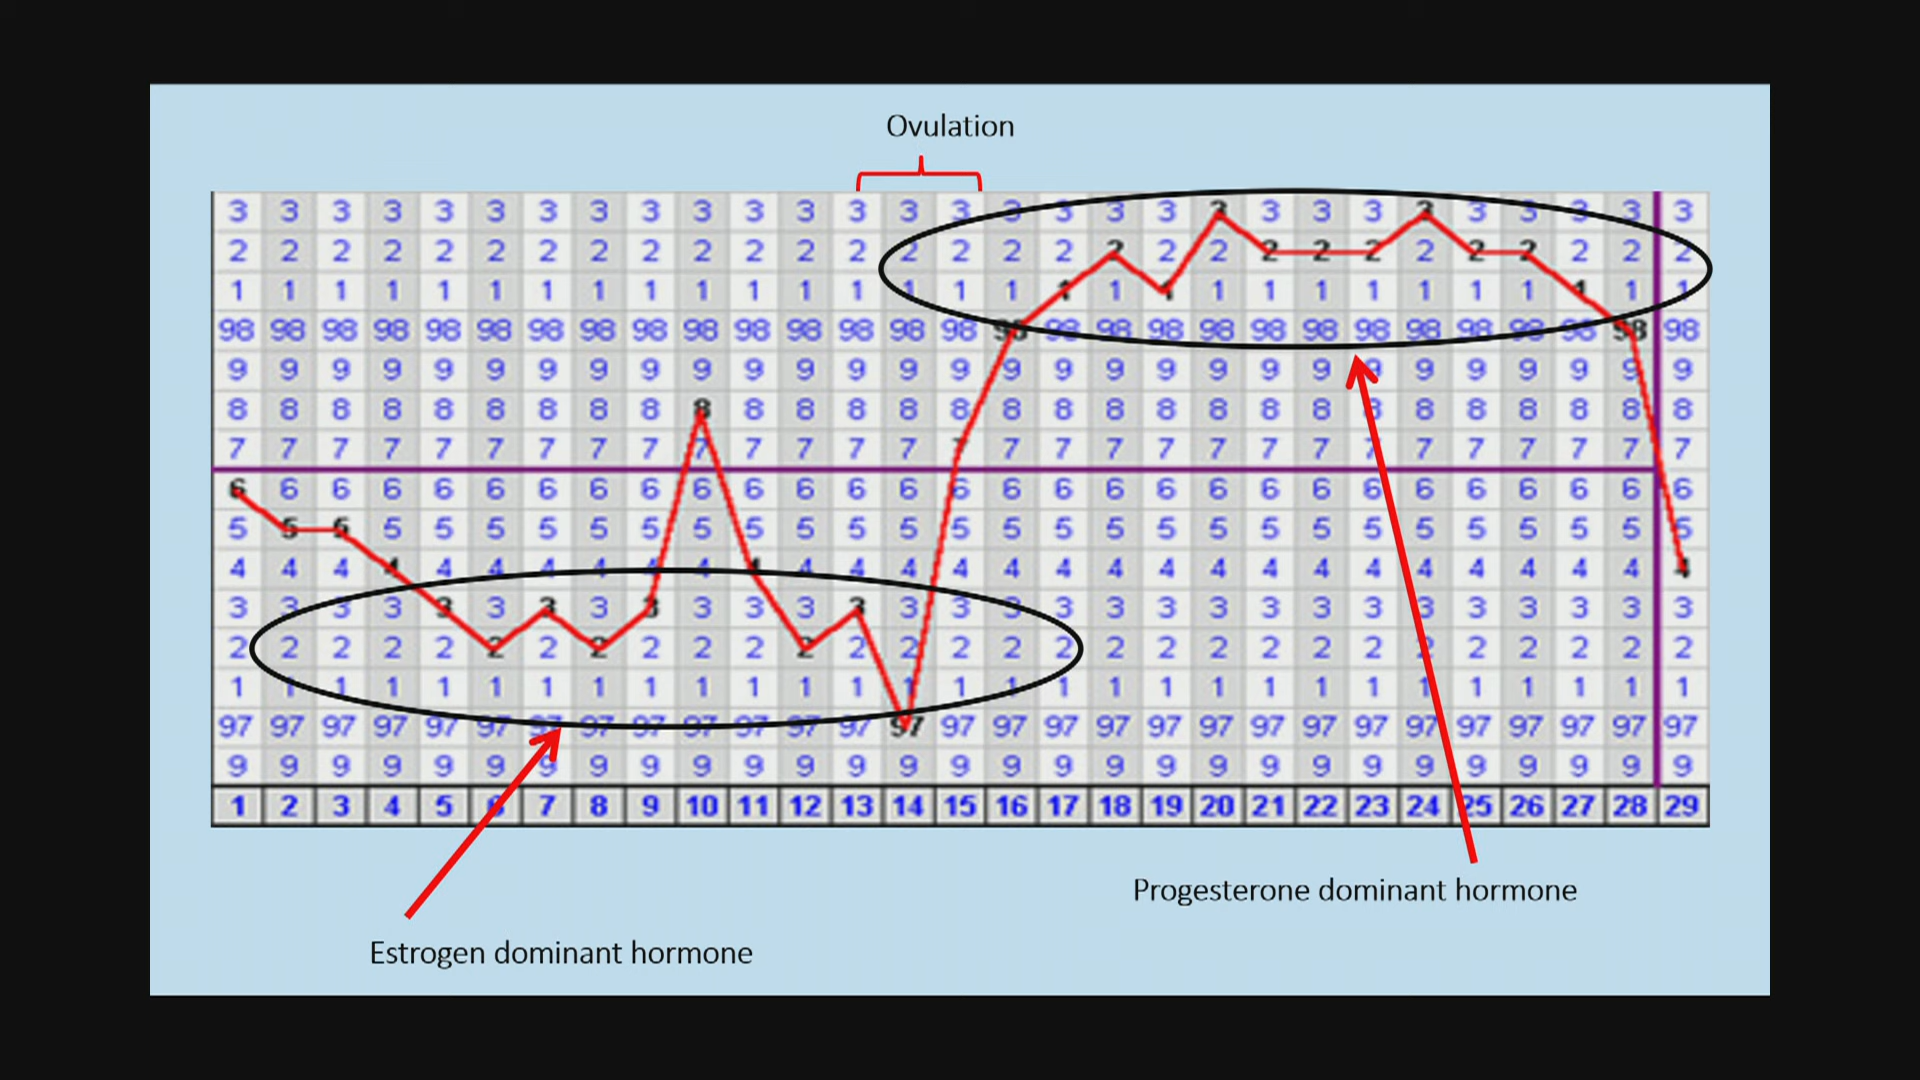 Ovulation
3 3 3 3 3 3 3 3 3 3 3 3 3 3 3 3 3 3 3 3 3 3 3 3 3 3 3 3 3
2 2 2 2 2 2 2 2 2 2 2 2 2 2 2 2 2 2 2 2 2 2 2 2 2 2 2 2 2
1 1 1 1 1 1 1 1 1 1 1 1 1 1 1 1 1 1 1 1 1 1 1 1 1 1 1 1 1
98 98 98 98 98 98 98 98 98 98 98 98 98 98 98 98 98 98 98 98 98 98 98 98 98 98 98 98 98
9 9 9 9 9 9 9 9 9 9 9 9 9 9 9 9 9 9 9 9 9 9 9 9 9 9 9 9 9
8 8 8 8 8 8 8 8 8 8 8 8 8 8 8 8 8 8 8 8 8 8 8 8 8 8 8 8 8
7 7 7 7 7 7 7 7 7 7 7 7 7 7 7 7 7 7 7 7 7 7 7 7 7 7 7 7 7
6 6 6 6 6 6 6 6 6 6 6 6 6 6 6 6 6 6 6 6 6 6 6 6 6 6 6 6 6
5 5 5 5 5 5 5 5 5 5 5 5 5 5 5 5 5 5 5 5 5 5 5 5 5 5 5 5 5
4 4 4 4 4 4 4 4 4 4 4 4 4 4 4 4 4 4 4 4 4 4 4 4 4 4 4 4 4
3 3 3 3 3 3 3 3 3 3 3 3 3 3 3 3 3 3 3 3 3 3 3 3 3 3 3 3 3
2 2 2 2 2 2 2 2 2 2 2 2 2 2 2 2 2 2 2 2 2 2 2 2 2 2 2 2 2
1 1 1 1 1 1 1 1 1 1 1 1 1 1 1 1 1 1 1 1 1 1 1 1 1 1 1 1 1
97 97 97 97 97 97 97 97 97 97 97 97 97 97 97 97 97 97 97 97 97 97 97 97 97 97 97 97 97
9 9 9 9 9 9 9 9 9 9 9 9 9 9 9 9 9 9 9 9 9 9 9 9 9 9 9 9 9
1 2 3 4 5 6 7 8 9 10 11 12 13 14 15 16 17 18 19 20 21 22 23 24 25 26 27 28 29
Progesterone dominant hormone
Estrogen dominant hormone